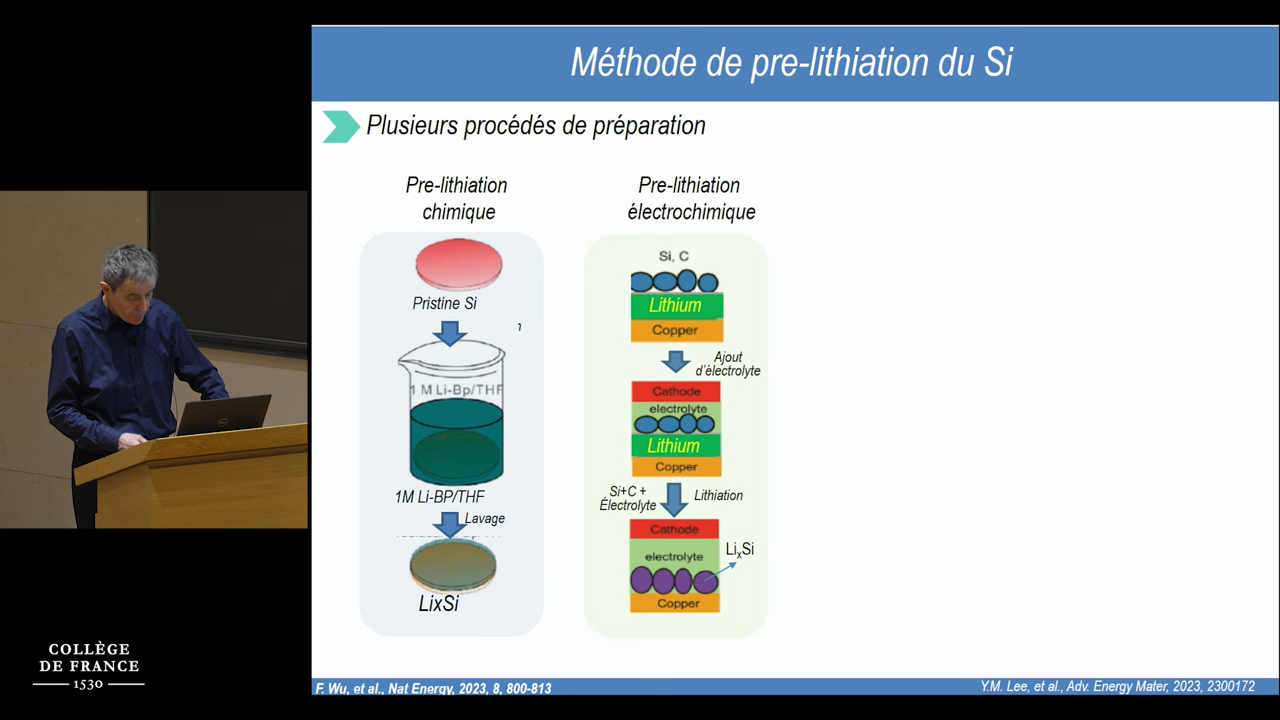 Méthode de pre-lithiation du Si
Plusieurs procédés de préparation
Pre-lithiation
chimique
Pristine Si
1 M Li-Bp/THF
1M Li-BP/THF
Lavage
LixSi
Pre-lithiation
électrochimique
Si, C
Lithium
Copper
Ajout
d'électrolyte
Cathode
electrolyte
Lithium
Copper
Si+C +
Électrolyte
Lithiation
Cathode
electrolyte
LixSi
Copper
COLLÈGE
DE FRANCE
1530
F. Wu, et al., Nat Energy, 2023, 8, 800-813
Y.M. Lee, et al., Adv. Energy Mater, 2023, 2300172